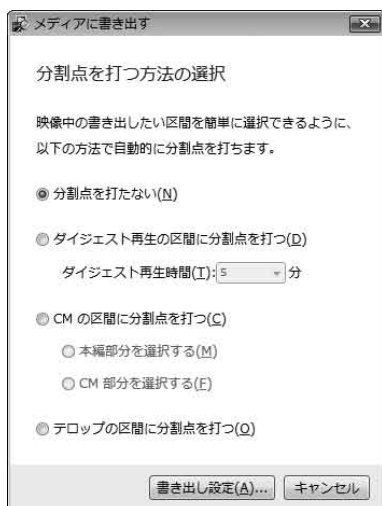 メディアに書き出す
分割点を打つ方法の選択
映像中の書き出したい区間を簡単に選択できるように、
以下の方法で自動的に分割点を打ちます。
分割点を打たない(N)
ダイジェスト再生の区間に分割点を打つ(D)
ダイジェスト再生時間(T): 5 分
CM の区間に分割点を打つ(C)
本編部分を選択する(M)
CM 部分を選択する(F)
テロップの区間に分割点を打つ(O)
書き出し設定(A)... キャンセル